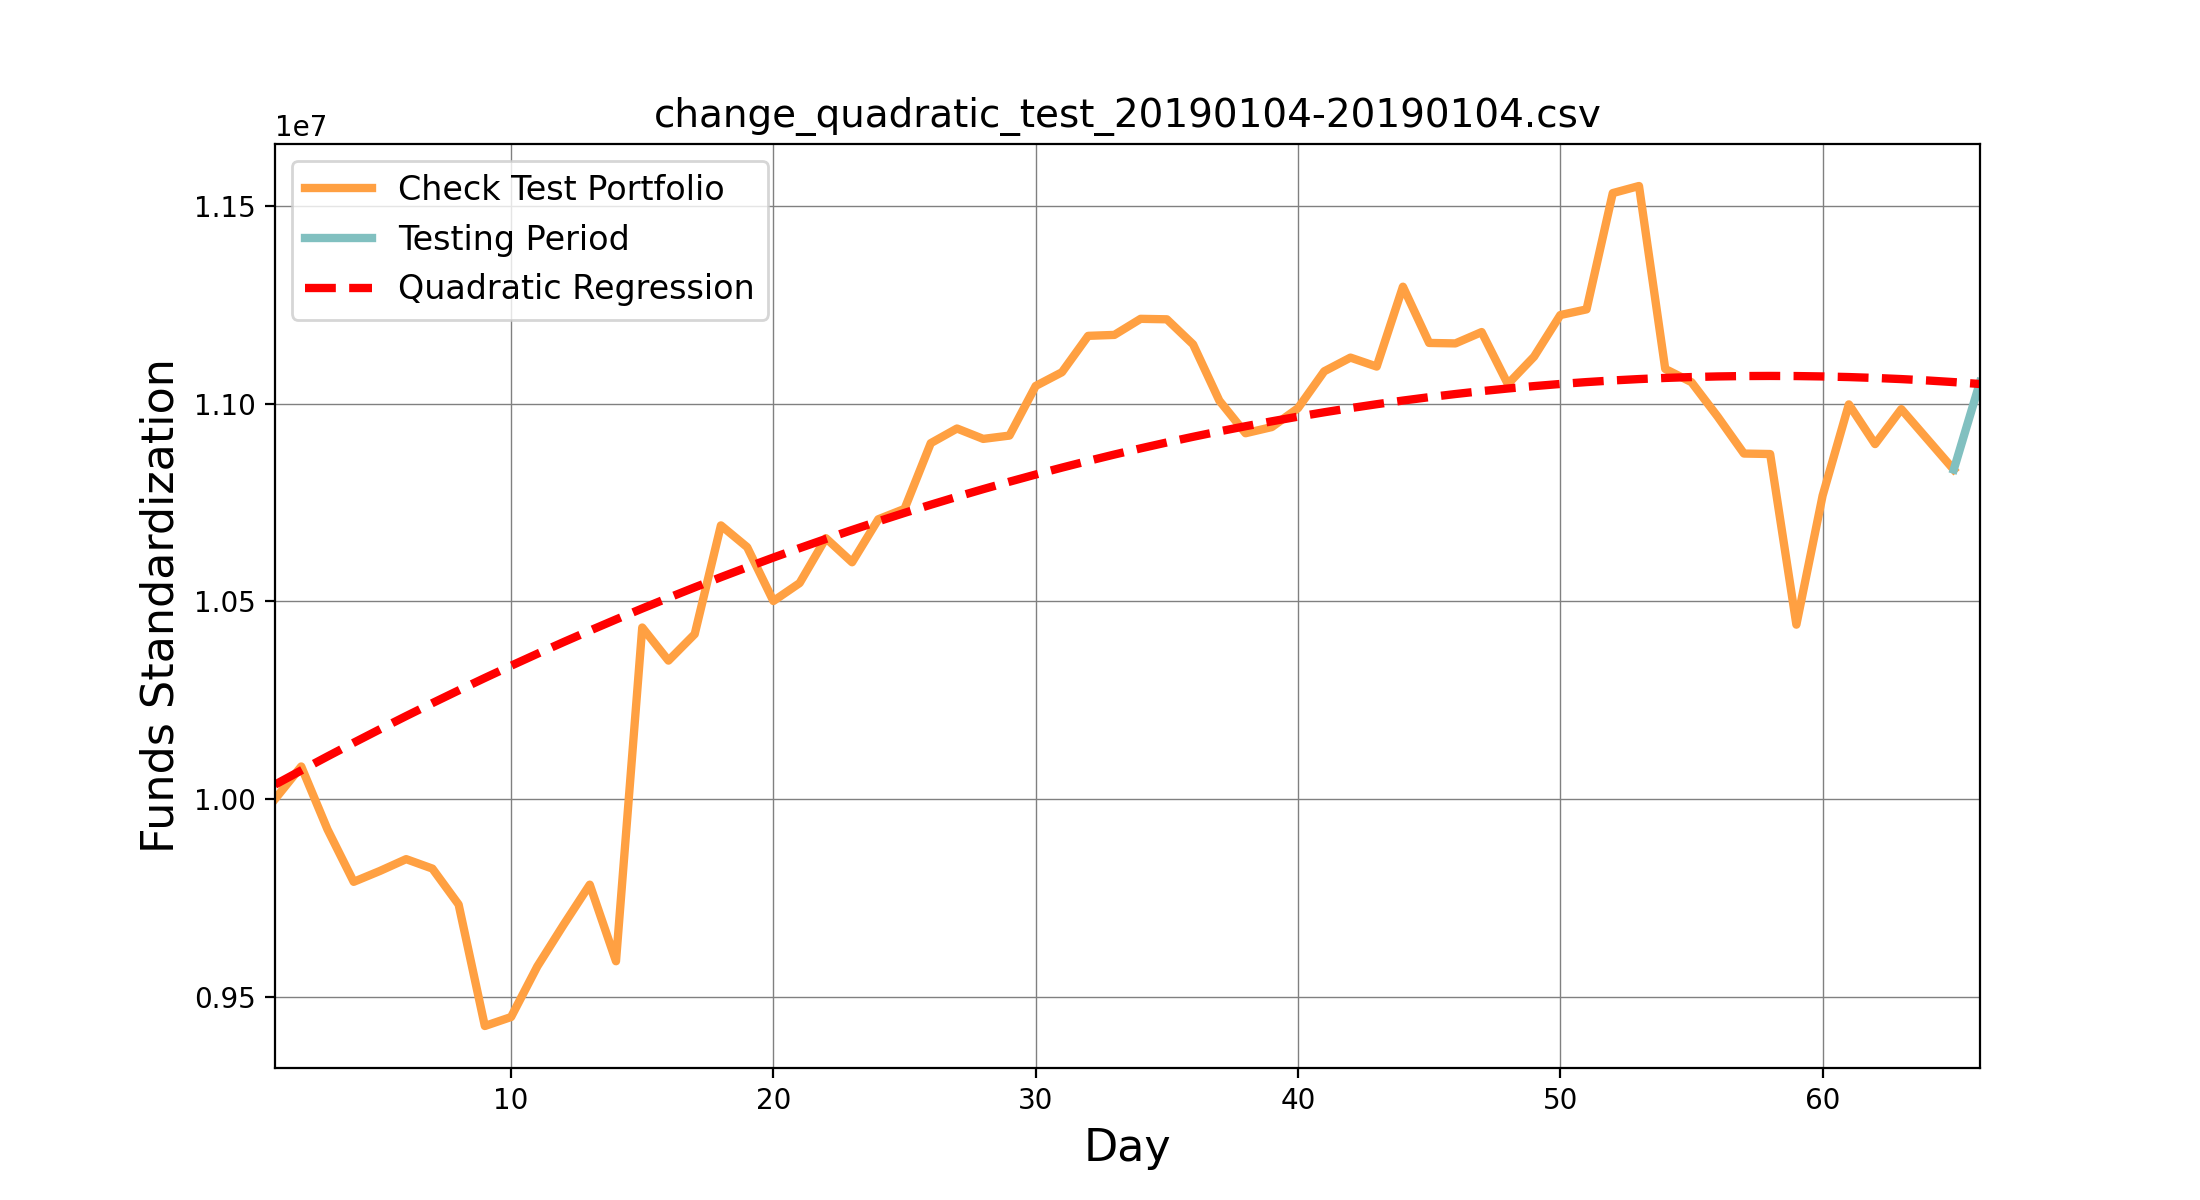 change_quadratic_test_20190104-20190104.csv
1e7
Check Test Portfolio
Testing Period
Quadratic Regression
Funds Standardization
1.15
1.10
1.05
1.00
0.95
10 20 30 40 50 60
Day